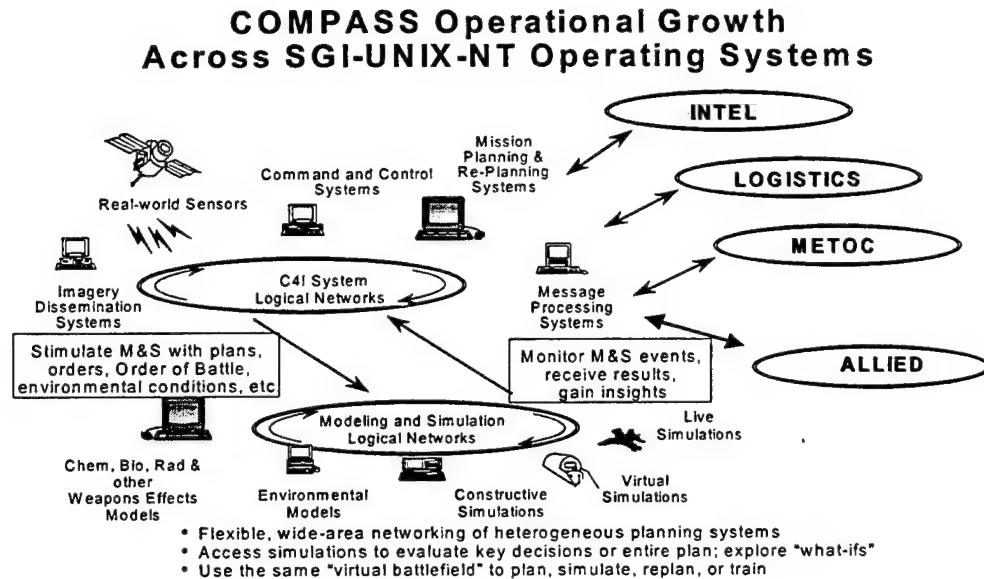 COMPASS Operational Growth
Across SGI-UNIX-NT Operating Systems
INTEL
Mission
Planning &
Re-Planning
Systems
Command and Control
Systems
LOGISTICS
Real-world Sensors
METOC
C4I System
Logical Networks
Imagery
Dissemination
Systems
Message
Processing
Systems
Stimulate M&S with plans,
orders, Order of Battle,
environmental conditions, etc
Monitor M&S events,
receive results,
gain insights
ALLIED
Modeling and Simulation
Logical Networks
Live
Simulations
Chem, Bio, Rad &
other
Weapons Effects
Models
Environmental
Models
Constructive
Simulations
Virtual
Simulations
• Flexible, wide-area networking of heterogeneous planning systems
• Access simulations to evaluate key decisions or entire plan; explore "what-ifs"
• Use the same "virtual battlefield" to plan, simulate, replan, or train